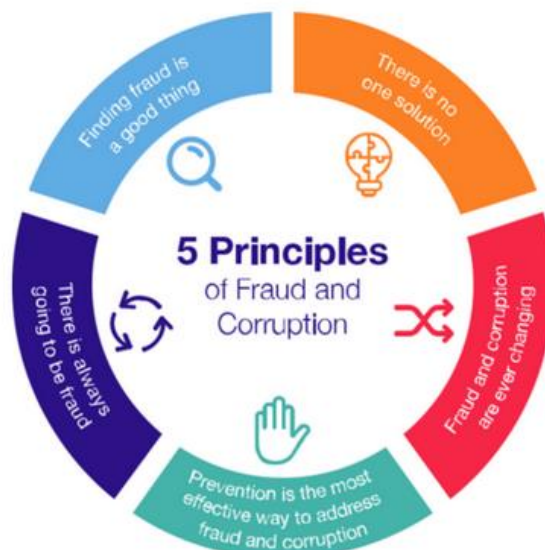 5 Principles
of Fraud and
Corruption
There is no
one solution
Fraud and corruption
are ever changing
Prevention is the most
effective way to address
fraud and corruption
There is always
going to be fraud
Finding fraud is
a good thing